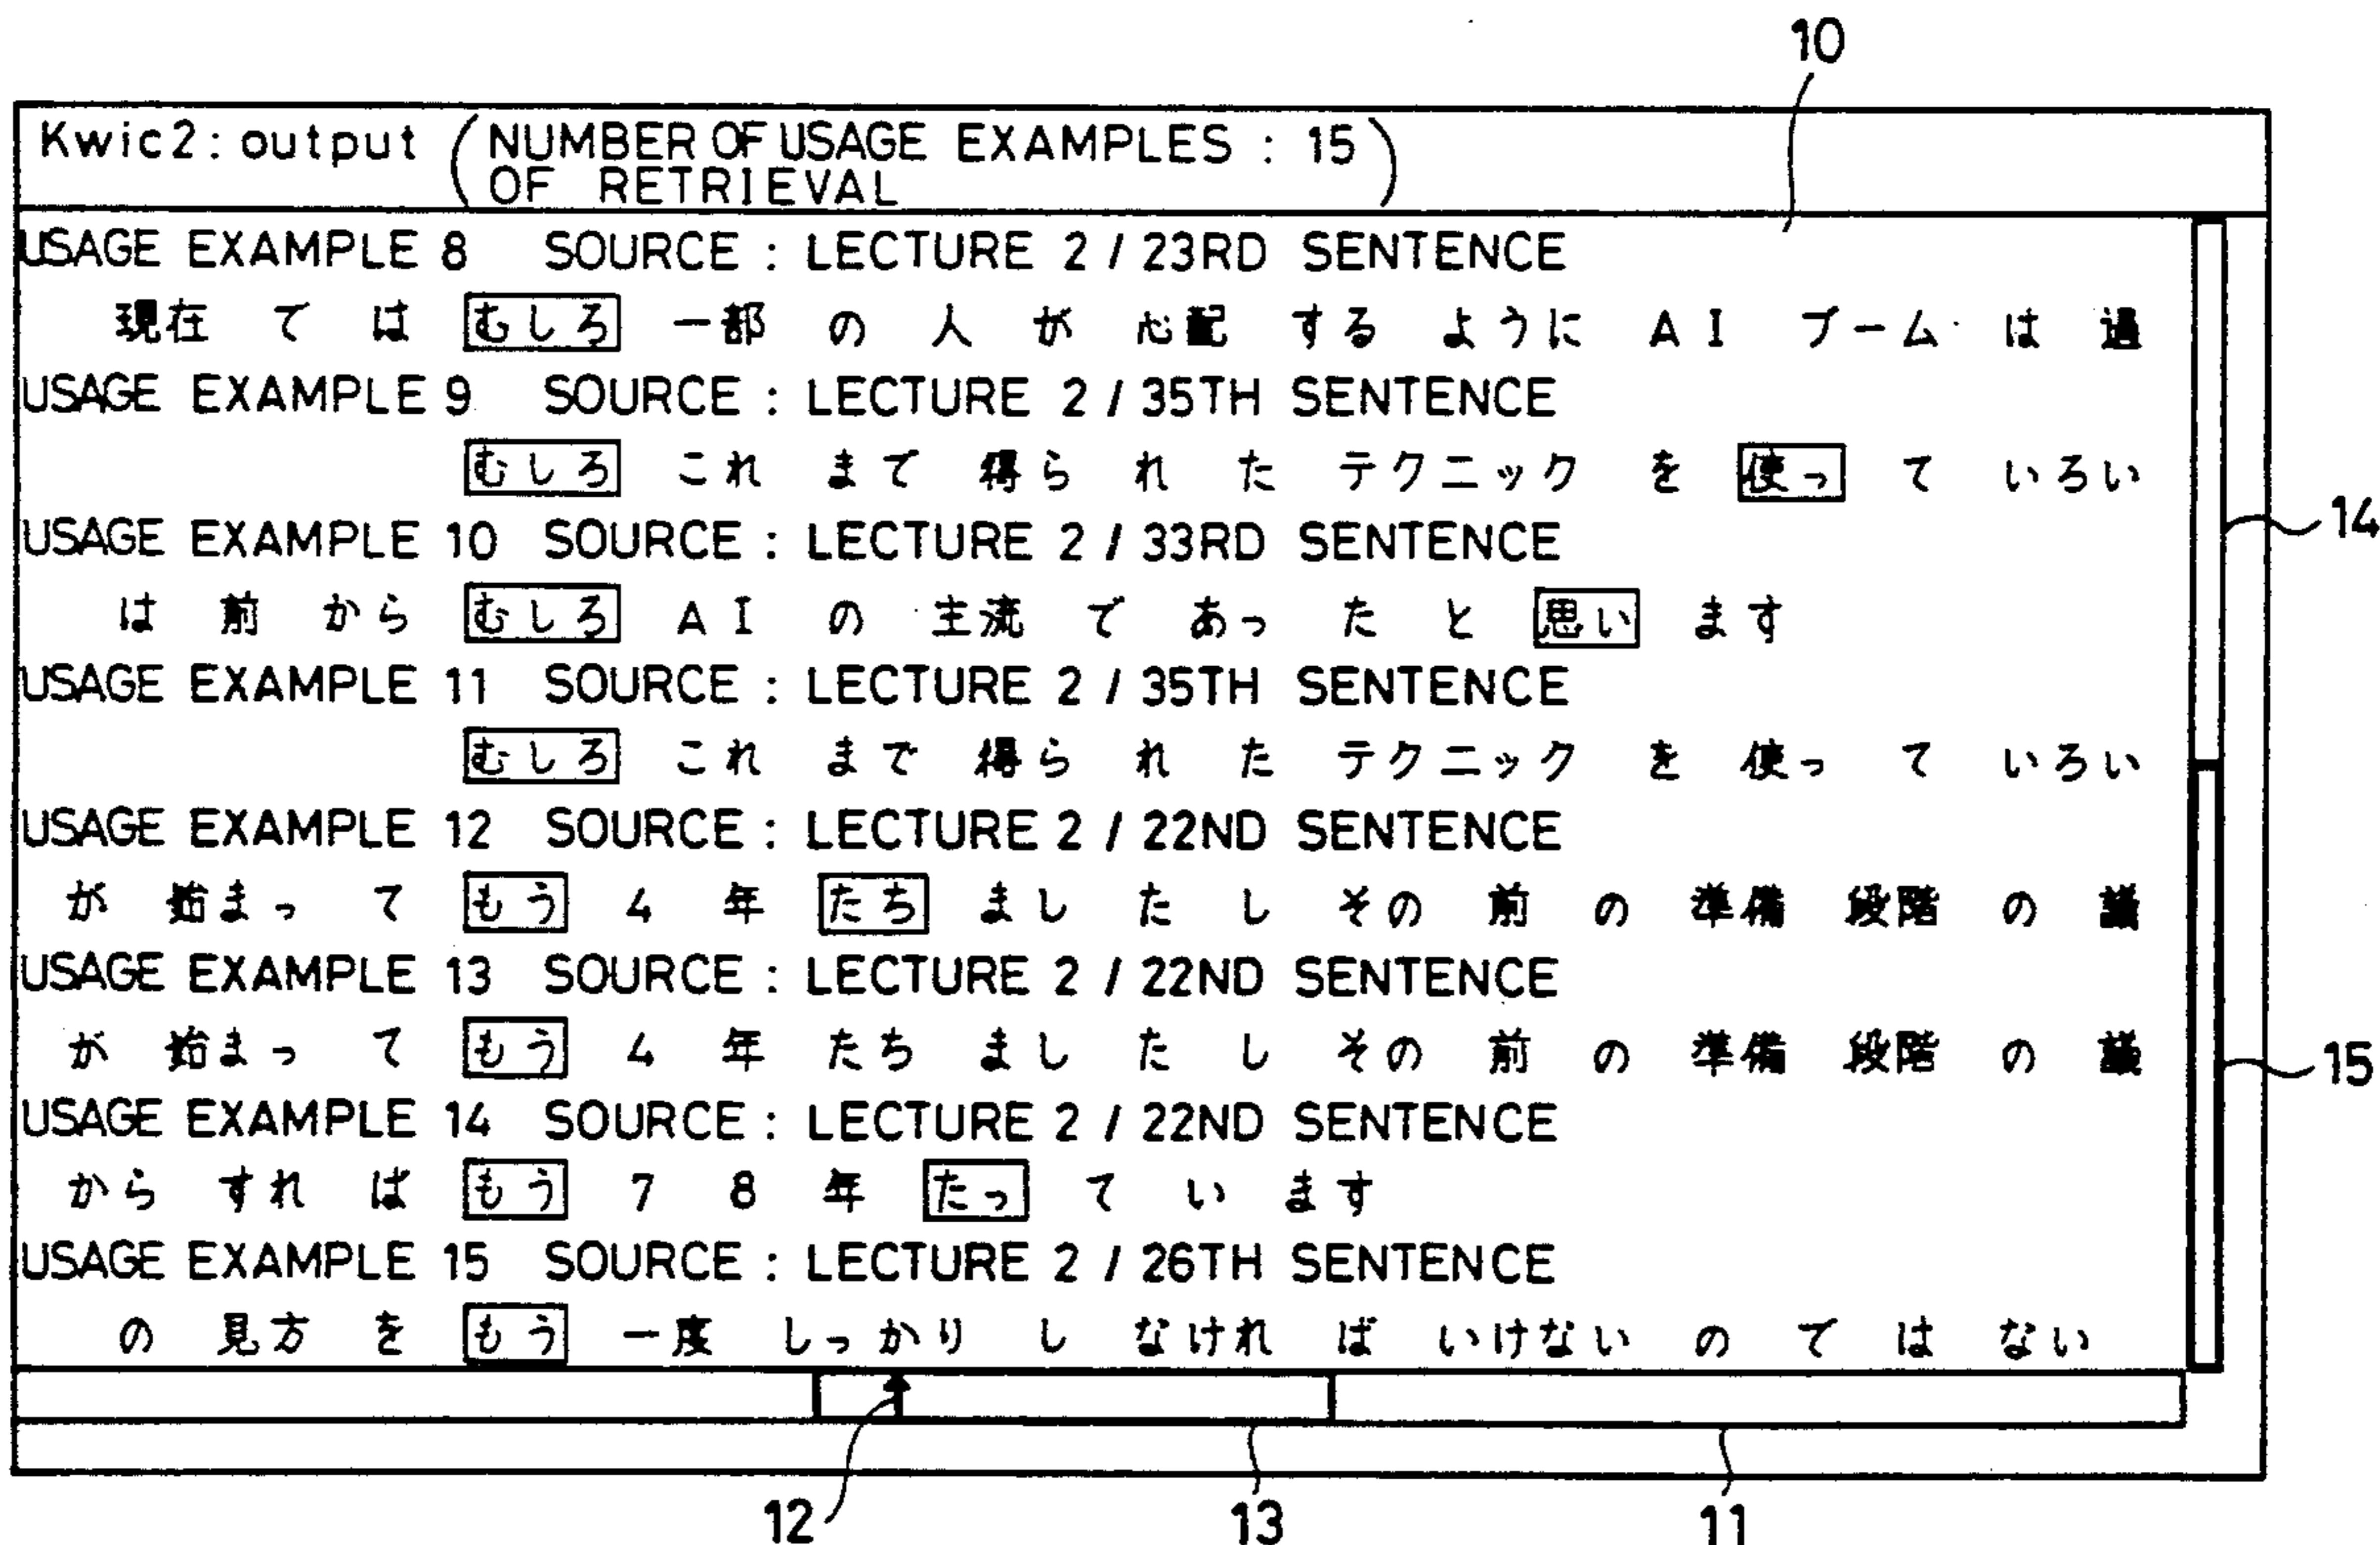 10
Kwic2: output (NUMBER OF USAGE EXAMPLES : 15)
OF RETRIEVAL
USAGE EXAMPLE 8 SOURCE : LECTURE 2 / 23RD SENTENCE
現在 で は むしろ 一部 の 人 が 心配 する ように AI ブーム は 過
USAGE EXAMPLE 9 SOURCE : LECTURE 2 / 35TH SENTENCE
むしろ これ まで 得ら れ た テクニック を 使っ て いろい
USAGE EXAMPLE 10 SOURCE : LECTURE 2 / 33RD SENTENCE
は 前 から むしろ AI の 主流 で あっ た と 思い ます
USAGE EXAMPLE 11 SOURCE : LECTURE 2 / 35TH SENTENCE
むしろ これ まで 得ら れ た テクニック を 使っ て いろい
USAGE EXAMPLE 12 SOURCE : LECTURE 2 / 22ND SENTENCE
が 始まっ て もう 4 年 たち まし た し その 前 の 準備 段階 の 議
USAGE EXAMPLE 13 SOURCE : LECTURE 2 / 22ND SENTENCE
が 始まっ て もう 4 年 たち まし た し その 前 の 準備 段階 の 議
USAGE EXAMPLE 14 SOURCE : LECTURE 2 / 22ND SENTENCE
から すれ ば もう 7 8 年 たっ て い ます
USAGE EXAMPLE 15 SOURCE : LECTURE 2 / 26TH SENTENCE
の 見方 を もう 一度 しっかり し なけれ ば いけない の で は ない
14
15
12
13
11